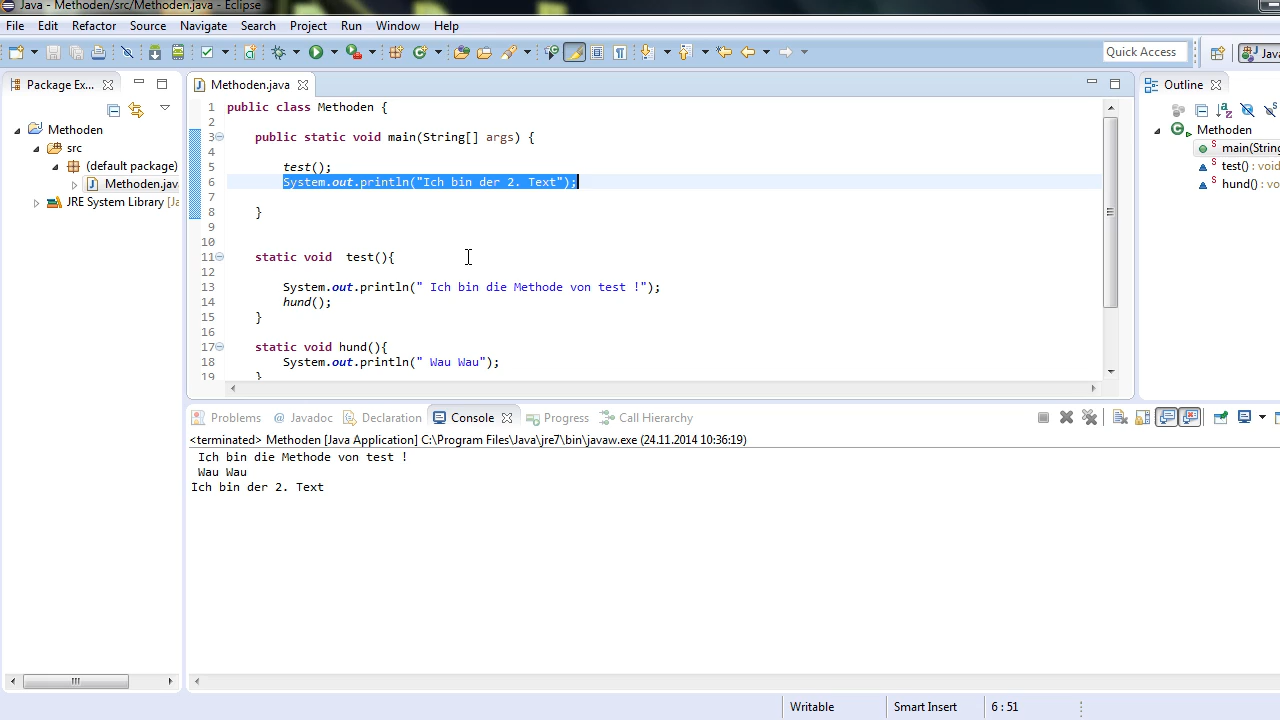 Java - Methoden/src/Methoden.java - Eclipse
File Edit Source Refactor Source Navigate Search Project Run Window Help
Quick Access
Java
Package Ex...
Methoden
src
(default package)
Methoden.jav
JRE System Library [Ja
Methoden.java
1 public class Methoden {
2
3 public static void main(String[] args) {
4
5 test();
6 System.out.println("Ich bin der 2. Text");
7
8 }
9
10
11 static void  test(){
12
13 System.out.println(" Ich bin die Methode von test !");
14 hund();
15 }
16
17 static void hund(){
18 System.out.println(" Wau Wau");
19 }
Outline
Methoden
main(String
test() : void
hund() : vo
Problems @ Javadoc Declaration Console Progress Call Hierarchy
<terminated> Methoden [Java Application] C:\Program Files\Java\jre7\bin\javaw.exe (24.11.2014 10:36:19)
Ich bin die Methode von test !
Wau Wau
Ich bin der 2. Text
Writable Smart Insert 6 : 51